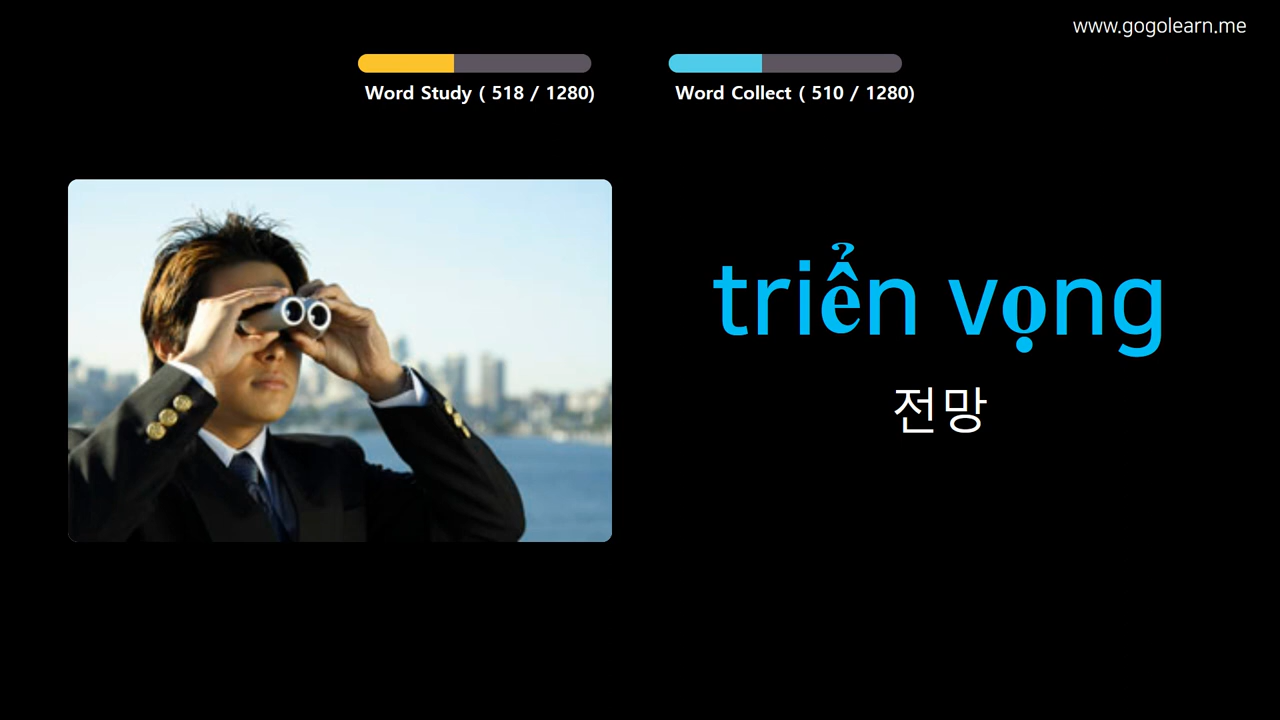 www.gogolearn.me
Word Study ( 518 / 1280)
Word Collect ( 510 / 1280)
triển vọng
전망